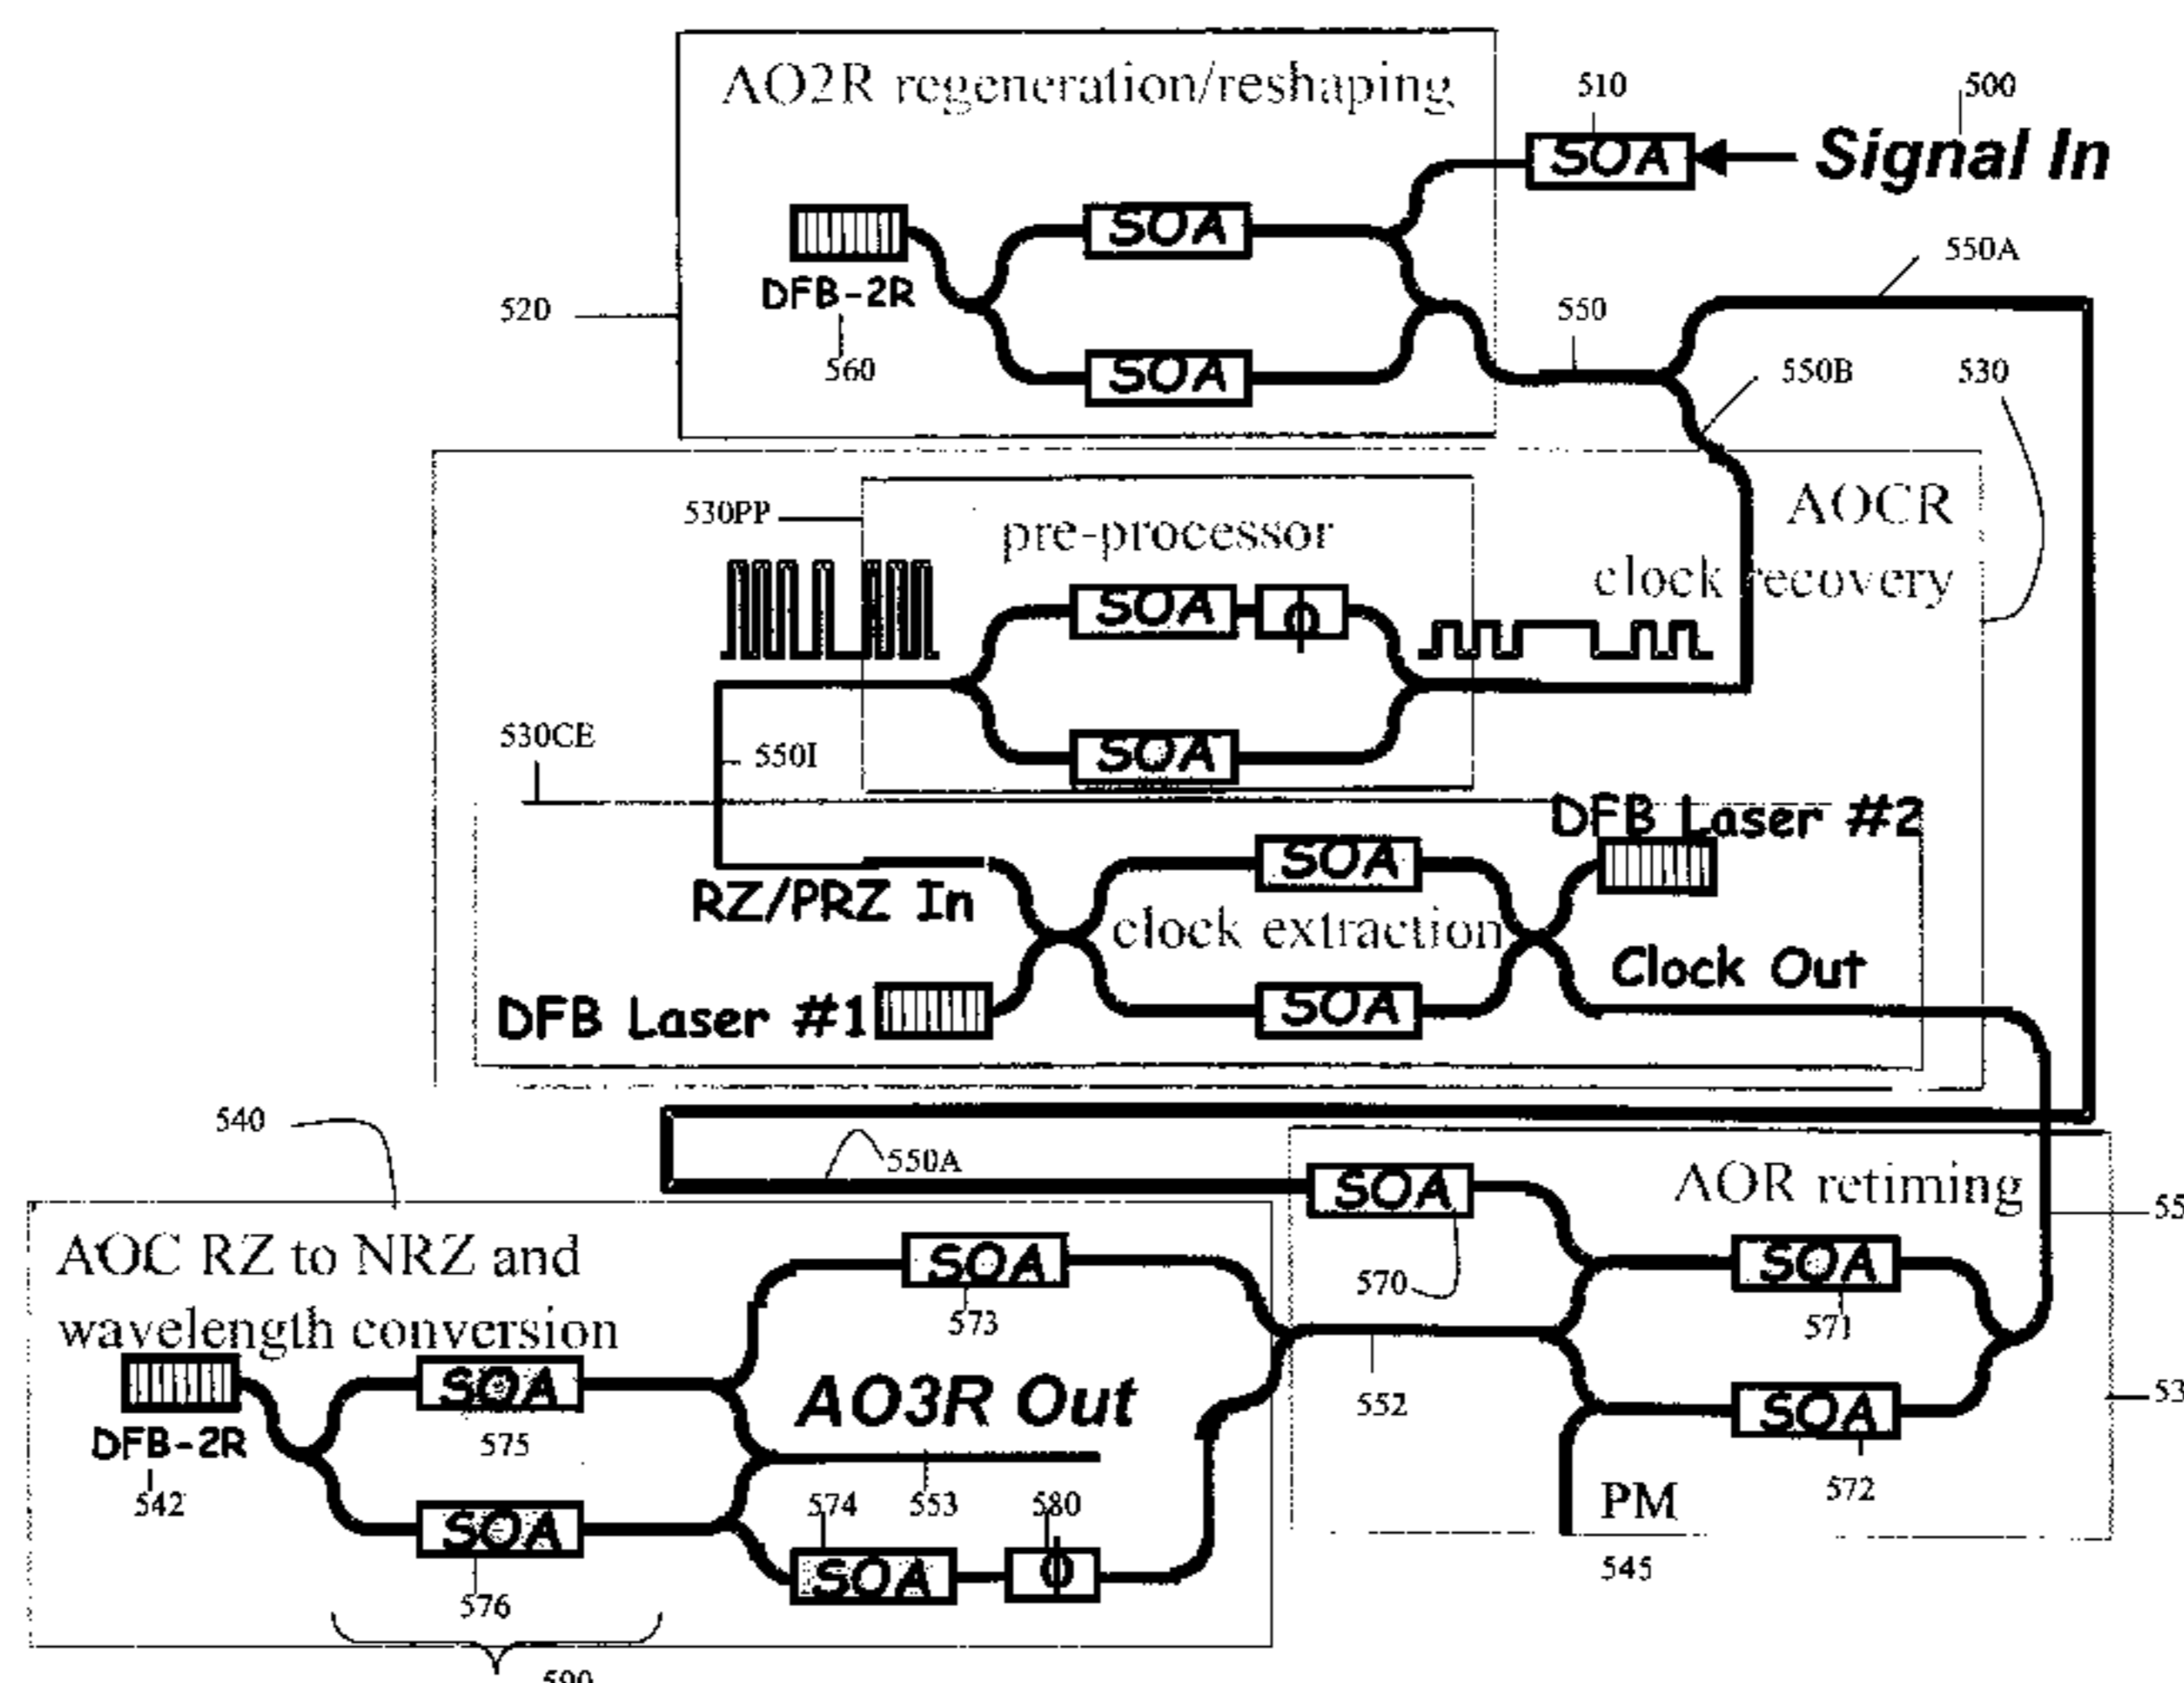 AO2R regeneration/reshaping
510
500
SOA
Signal In
SOA
550A
DFB-2R
520
550
560
SOA
550B
530
530PP
pre-processor
AOCR
clock recovery
SOA
Φ
530CE
550I
SOA
DFB Laser #2
SOA
RZ/PRZ In
clock extraction
Clock Out
DFB Laser #1
SOA
540
550A
SOA
AOR retiming
AOC RZ to NRZ and
wavelength conversion
SOA
570
SOA
573
571
SOA
AO3R Out
552
SOA
DFB-2R
575
542
574
553
580
PM
572
SOA
545
576
SOA
Φ